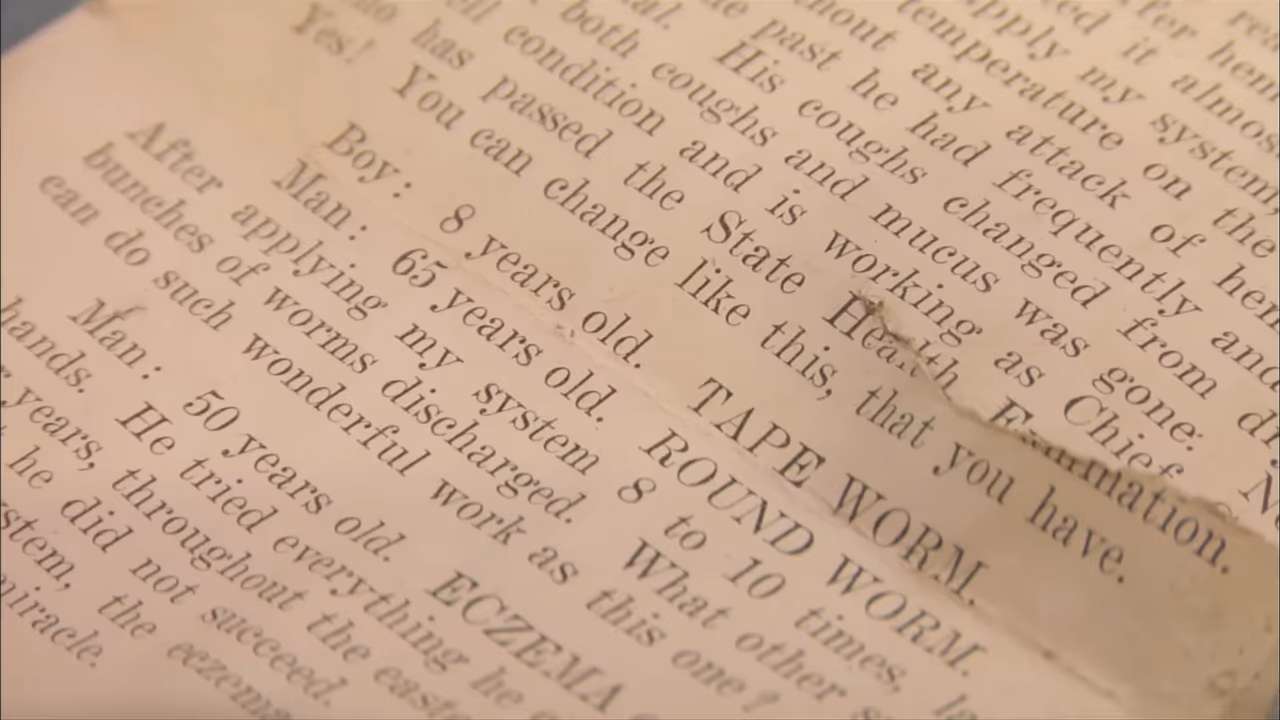 it almos
my system,
temperature on the
any attack of hem
past he had frequently and
His coughs changed from dr
both coughs and mucus was gone. N
condition and is working as Chief
has passed the State Health Examination.
Yes! You can change like this, that you have.
Boy: 8 years old. TAPE WORM.
Man: 65 years old. ROUND WORM.
After applying my system 8 to 10 times, la
bunches of worms discharged. What other s
can do such wonderful work as this one?
Man: 50 years old. ECZEMA
hands. He tried everything he
years, throughout the easte
he did not succeed.
stem, the eczema
miracle.